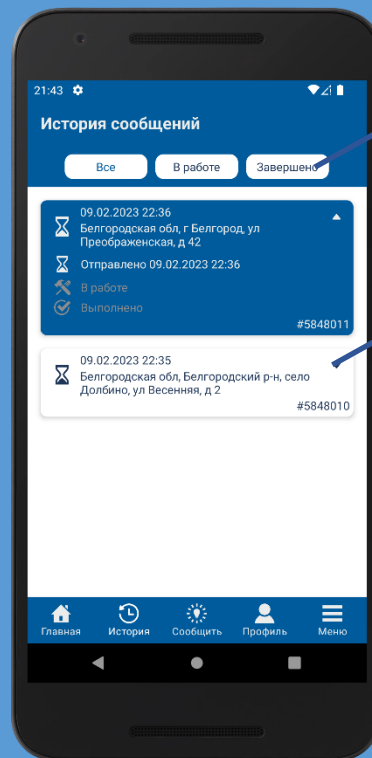 21:43
История сообщений
Все
В работе
Завершено
09.02.2023 22:36
Белгородская обл, г Белгород, ул
Преображенская, д 42
Отправлено 09.02.2023 22:36
В работе
Выполнено
#5848011
09.02.2023 22:35
Белгородская обл, Белгородский р-н, село
Долбино, ул Весенняя, д 2
#5848010
Главная
История
Сообщить
Профиль
Меню